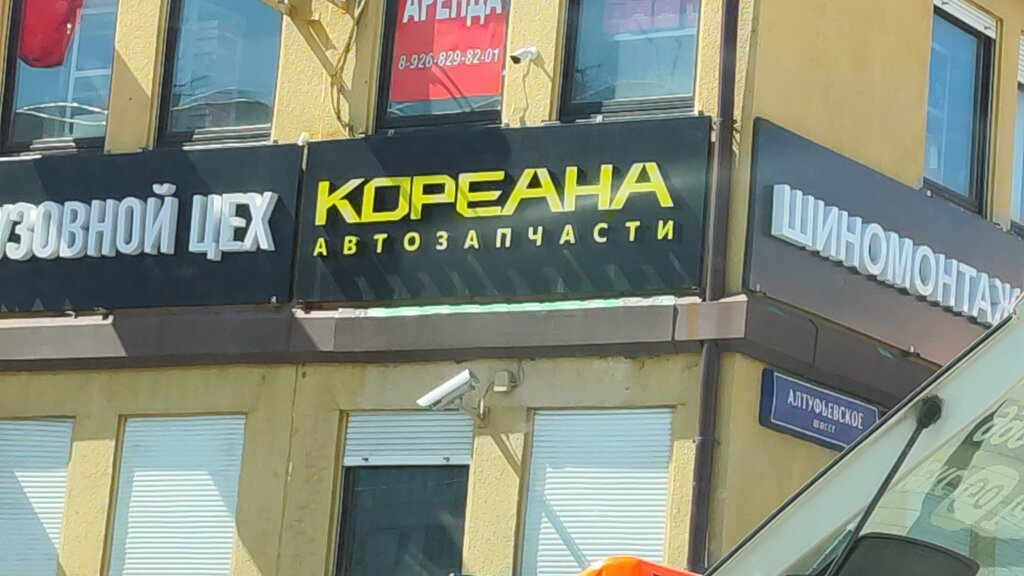 АРЕНДА
8-926-829-82-01
УЗОВНОЙ ЦЕХ
КОРЕАНА
АВТОЗАПЧАСТИ
ШИНОМОНТАЖ
АЛТУФЬЕВСКОЕ
ШОССЕ